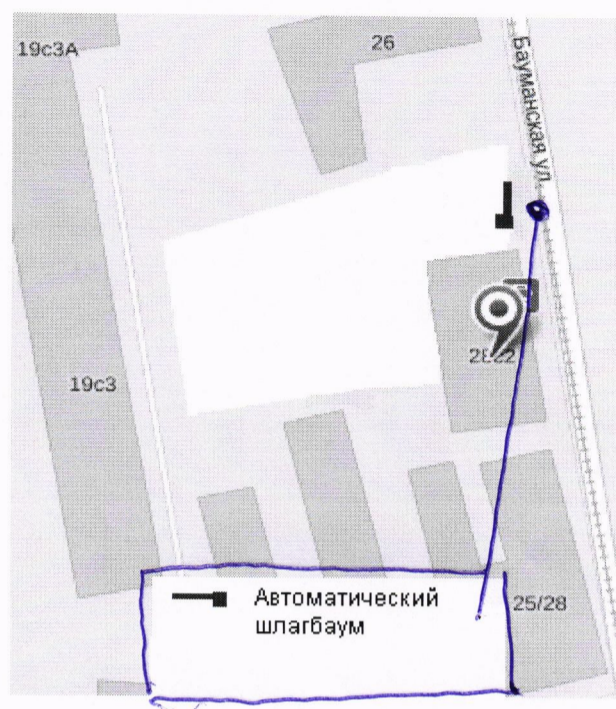 19с3А
26
Бауманская ул.
28с2
19с3
Автоматический
шлагбаум
25/28